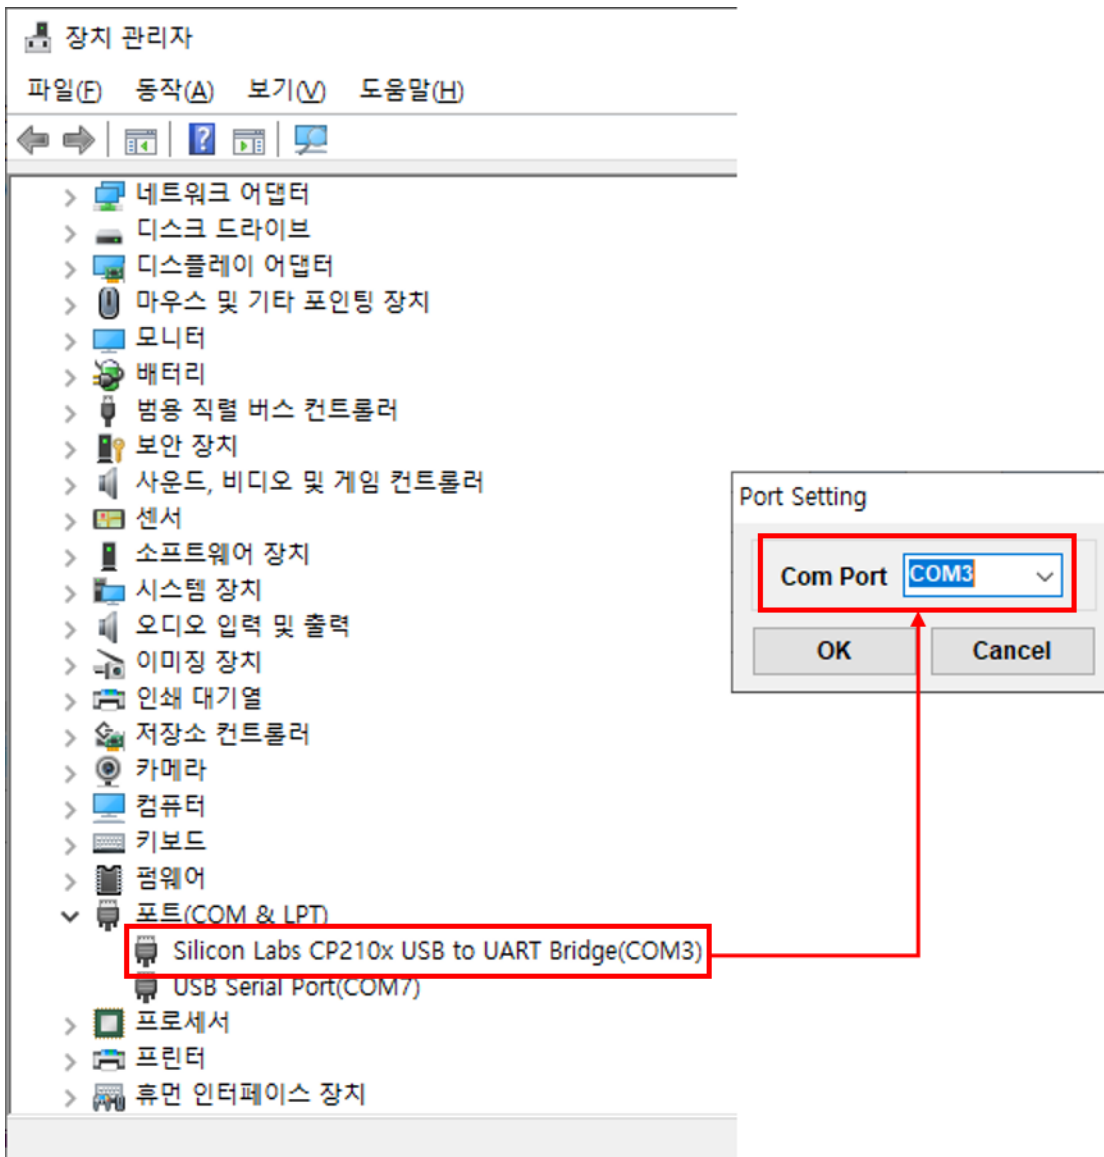 장치 관리자
파일(F) 동작(A) 보기(V) 도움말(H)
네트워크 어댑터
디스크 드라이브
디스플레이 어댑터
마우스 및 기타 포인팅 장치
모니터
배터리
범용 직렬 버스 컨트롤러
보안 장치
사운드, 비디오 및 게임 컨트롤러
센서
소프트웨어 장치
시스템 장치
오디오 입력 및 출력
이미징 장치
인쇄 대기열
저장소 컨트롤러
카메라
컴퓨터
키보드
펌웨어
포트(COM & LPT)
Silicon Labs CP210x USB to UART Bridge(COM3)
USB Serial Port(COM7)
프로세서
프린터
휴먼 인터페이스 장치
Port Setting
Com Port COM3
OK Cancel